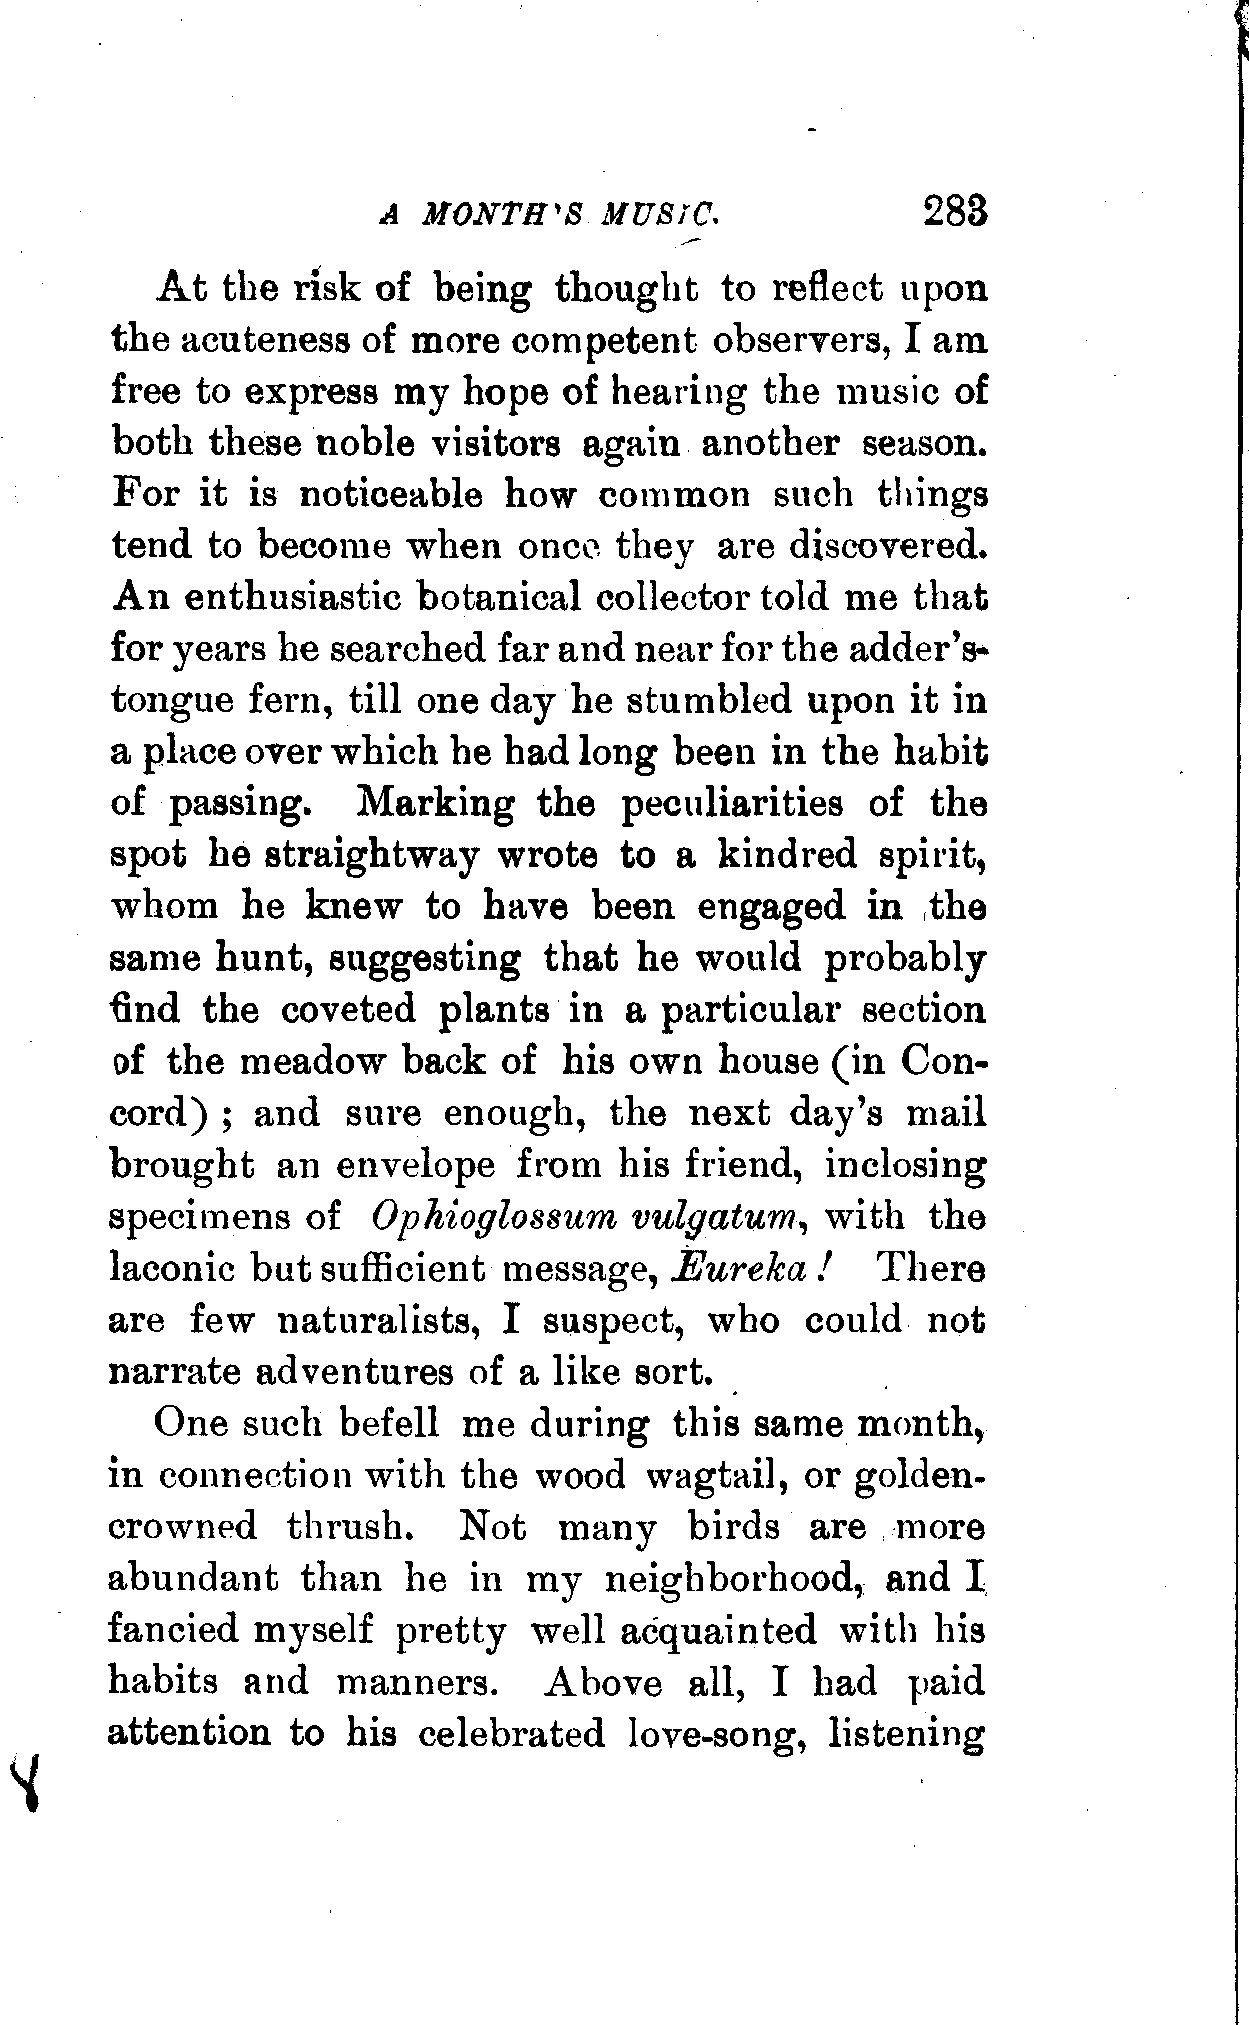 A MONTH'S MUSIC. 283
At the risk of being thought to reflect upon
the acuteness of more competent observers, I am
free to express my hope of hearing the music of
both these noble visitors again another season.
For it is noticeable how common such things
tend to become when once they are discovered.
An enthusiastic botanical collector told me that
for years he searched far and near for the adder's-
tongue fern, till one day he stumbled upon it in
a place over which he had long been in the habit
of passing. Marking the peculiarities of the
spot he straightway wrote to a kindred spirit,
whom he knew to have been engaged in the
same hunt, suggesting that he would probably
find the coveted plants in a particular section
of the meadow back of his own house (in Con-
cord) ; and sure enough, the next day's mail
brought an envelope from his friend, inclosing
specimens of Ophioglossum vulgatum, with the
laconic but sufficient message, Eureka ! There
are few naturalists, I suspect, who could not
narrate adventures of a like sort.
One such befell me during this same month,
in connection with the wood wagtail, or golden-
crowned thrush. Not many birds are more
abundant than he in my neighborhood, and I
fancied myself pretty well acquainted with his
habits and manners. Above all, I had paid
attention to his celebrated love-song, listening